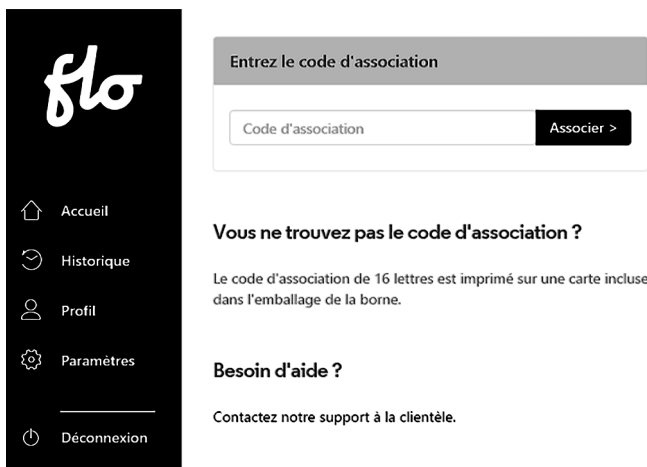 flo
Entrez le code d'association
Code d'association
Associer >
Accueil
Historique
Profil
Paramètres
Déconnexion
Vous ne trouvez pas le code d'association ?
Le code d'association de 16 lettres est imprimé sur une carte incluse
dans l'emballage de la borne.
Besoin d'aide ?
Contactez notre support à la clientèle.